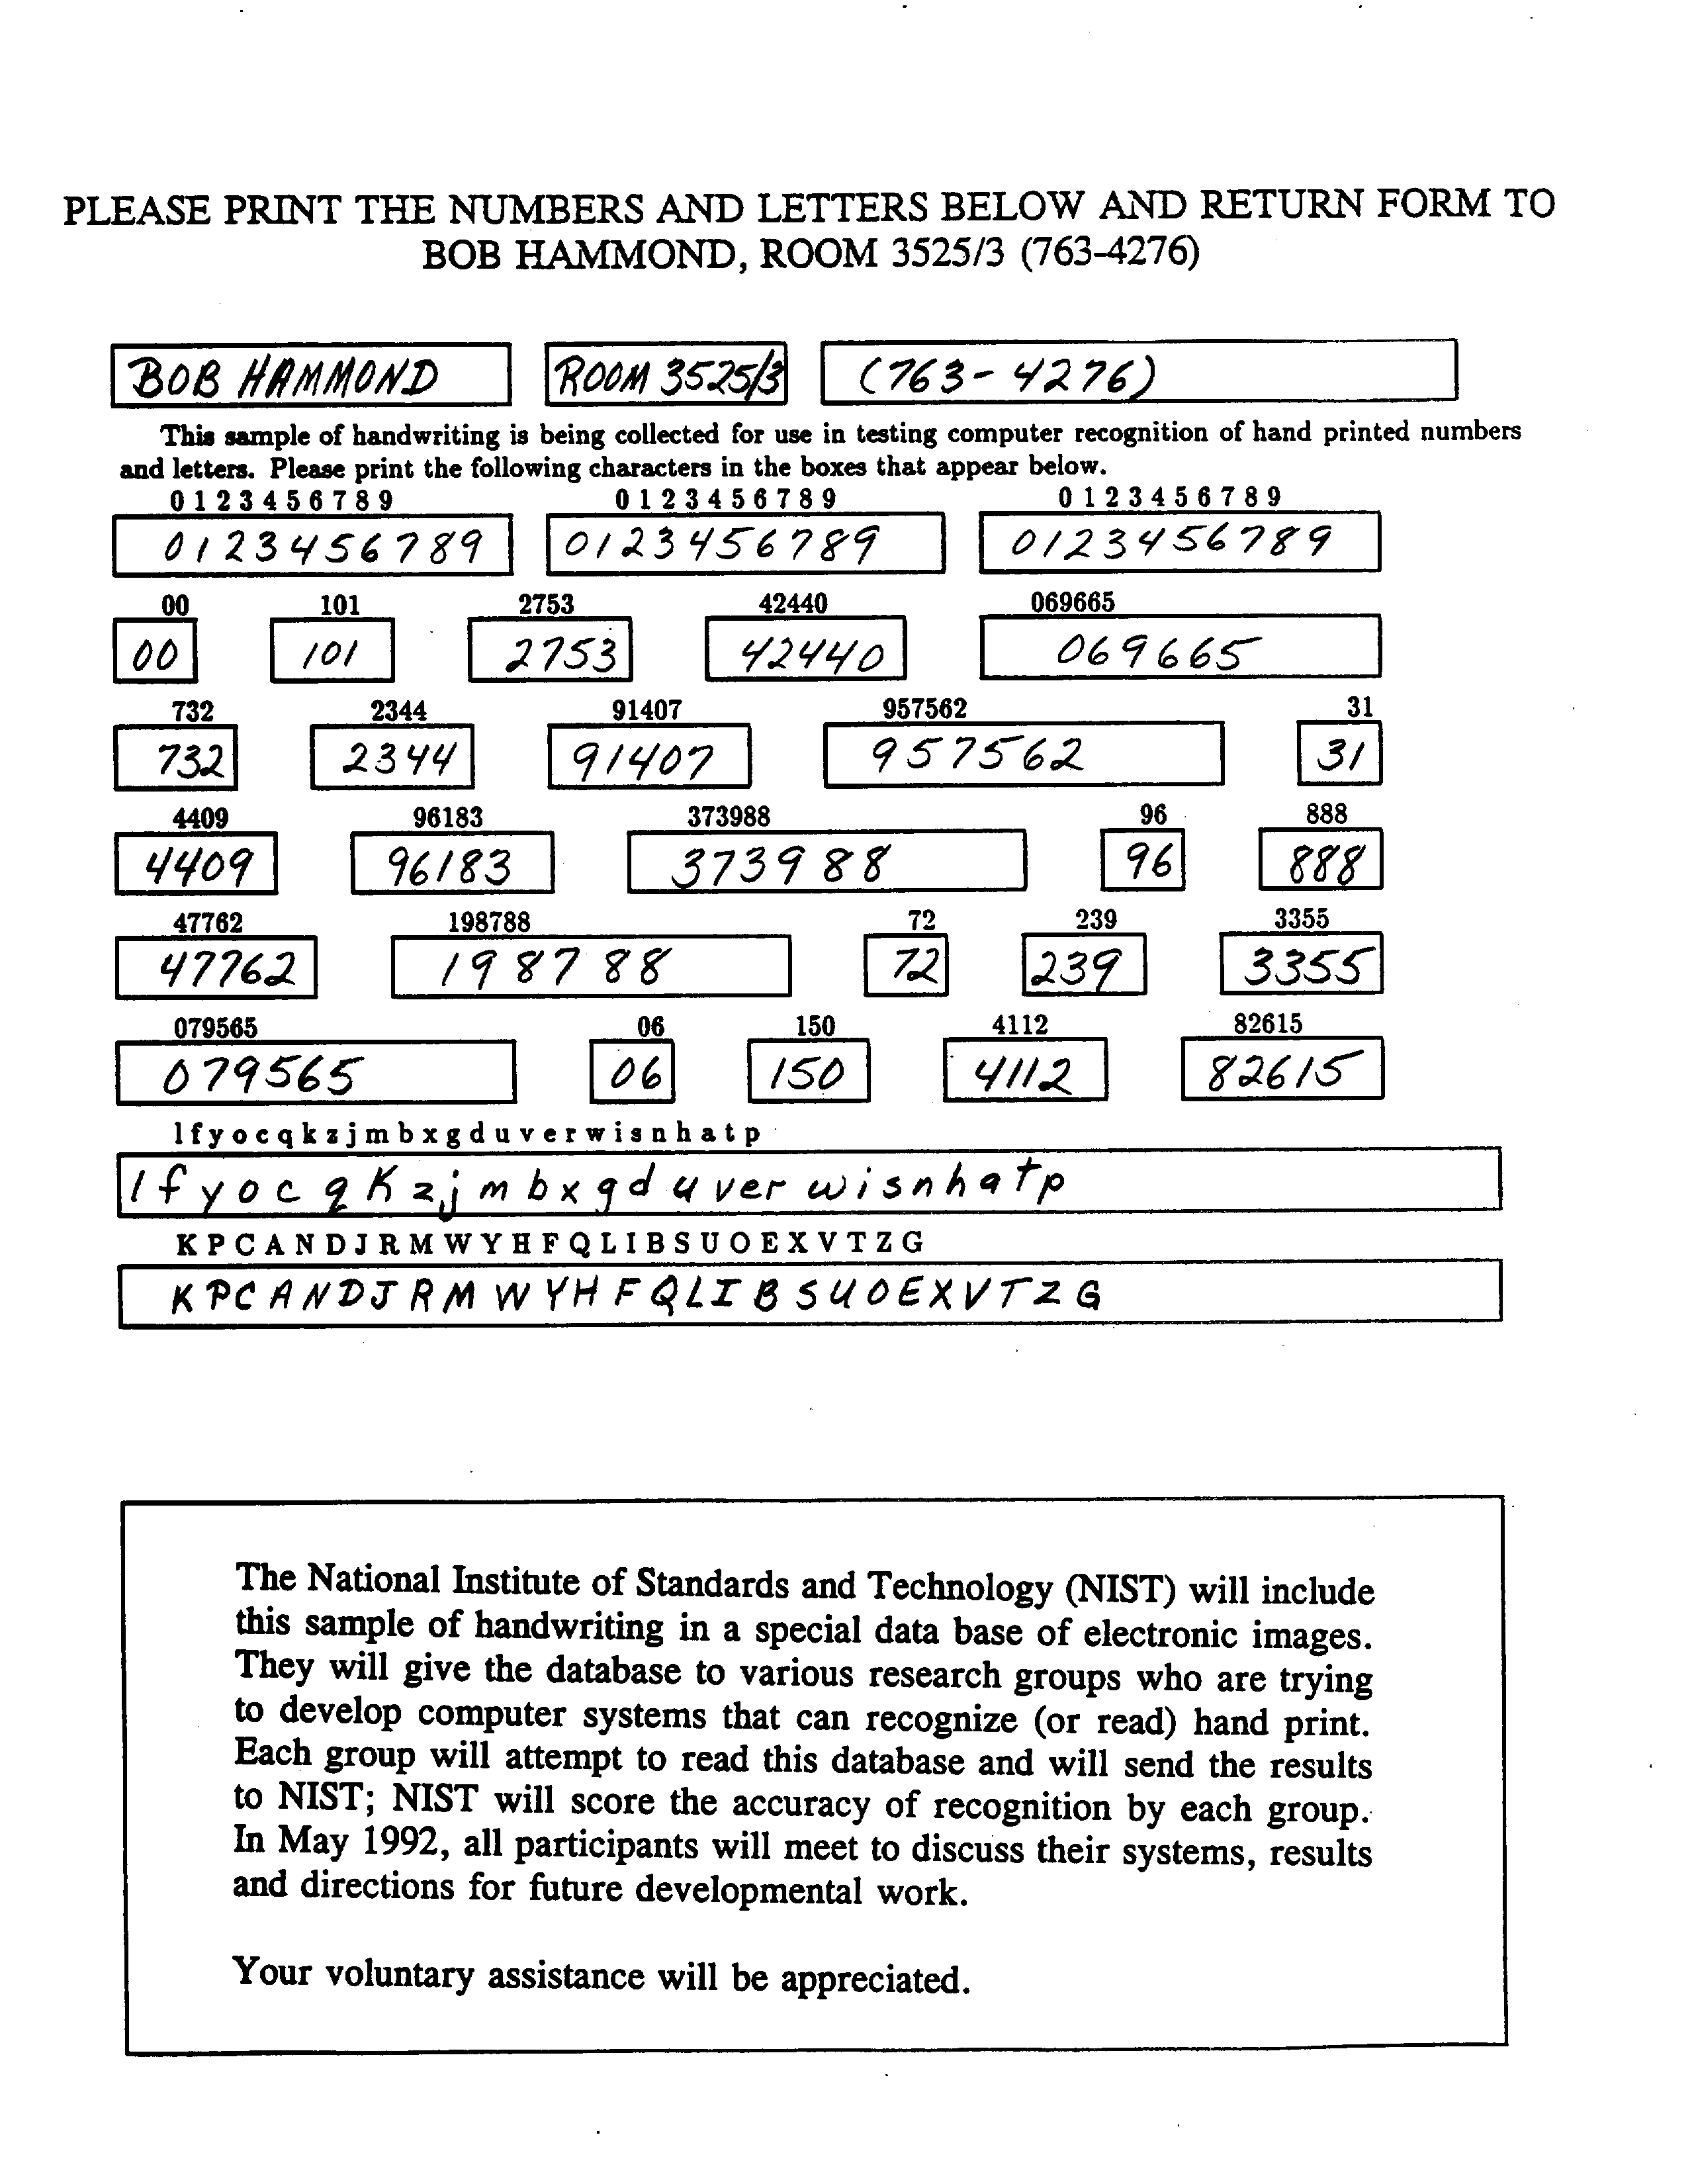 PLEASE PRINT THE NUMBERS AND LETTERS BELOW AND RETURN FORM TO
BOB HAMMOND, ROOM 3525/3 (763-4276)
BOB HAMMOND ROOM 3525/3 (763-4276)
This sample of handwriting is being collected for use in testing computer recognition of hand printed numbers
and letters. Please print the following characters in the boxes that appear below.
0 1 2 3 4 5 6 7 8 9 0 1 2 3 4 5 6 7 8 9 0 1 2 3 4 5 6 7 8 9
0123456789 0123456789 0123456789
00 101 2753 42440 069665
00 101 2753 42440 069665
732 2344 91407 957562 31
732 2344 91407 957562 31
4409 96183 373988 96 888
4409 96183 373988 96 888
47762 198788 72 239 3355
47762 198788 72 239 3355
079565 06 150 4112 82615
079565 06 150 4112 82615
l f y o c q k z j m b x g d u v e r w i s n h a t p
l f y o c q K z j m b x g d u v e r w i s n h a t p
K P C A N D J R M W Y H F Q L I B S U O E X V T Z G
K P C A N D J R M W Y H F Q L I B S U O E X V T Z G
The National Institute of Standards and Technology (NIST) will include
this sample of handwriting in a special data base of electronic images.
They will give the database to various research groups who are trying
to develop computer systems that can recognize (or read) hand print.
Each group will attempt to read this database and will send the results
to NIST; NIST will score the accuracy of recognition by each group.
In May 1992, all participants will meet to discuss their systems, results
and directions for future developmental work.
Your voluntary assistance will be appreciated.